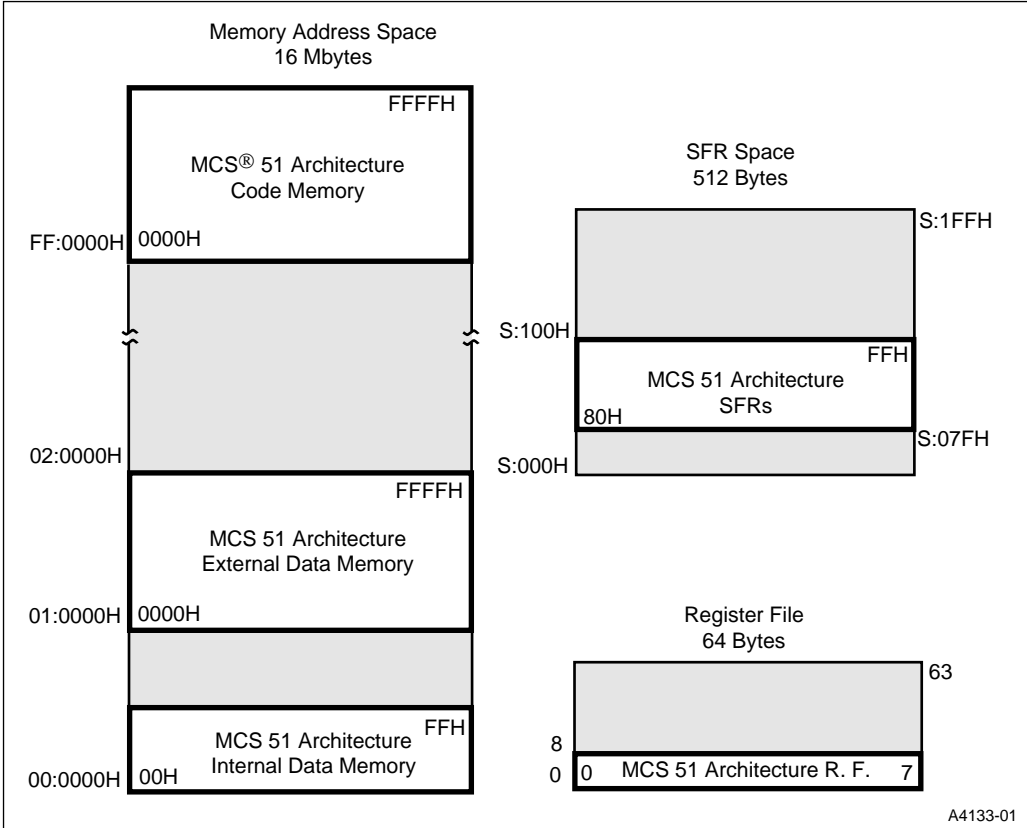 Memory Address Space
16 Mbytes
FFFFH
MCS® 51 Architecture
Code Memory
FF:0000H
0000H
02:0000H
FFFFH
MCS 51 Architecture
External Data Memory
01:0000H
0000H
FFH
MCS 51 Architecture
Internal Data Memory
00:0000H
00H
SFR Space
512 Bytes
S:1FFH
S:100H
FFH
MCS 51 Architecture
SFRs
80H
S:07FH
S:000H
Register File
64 Bytes
63
8
0
0
MCS 51 Architecture R. F.
7
A4133-01